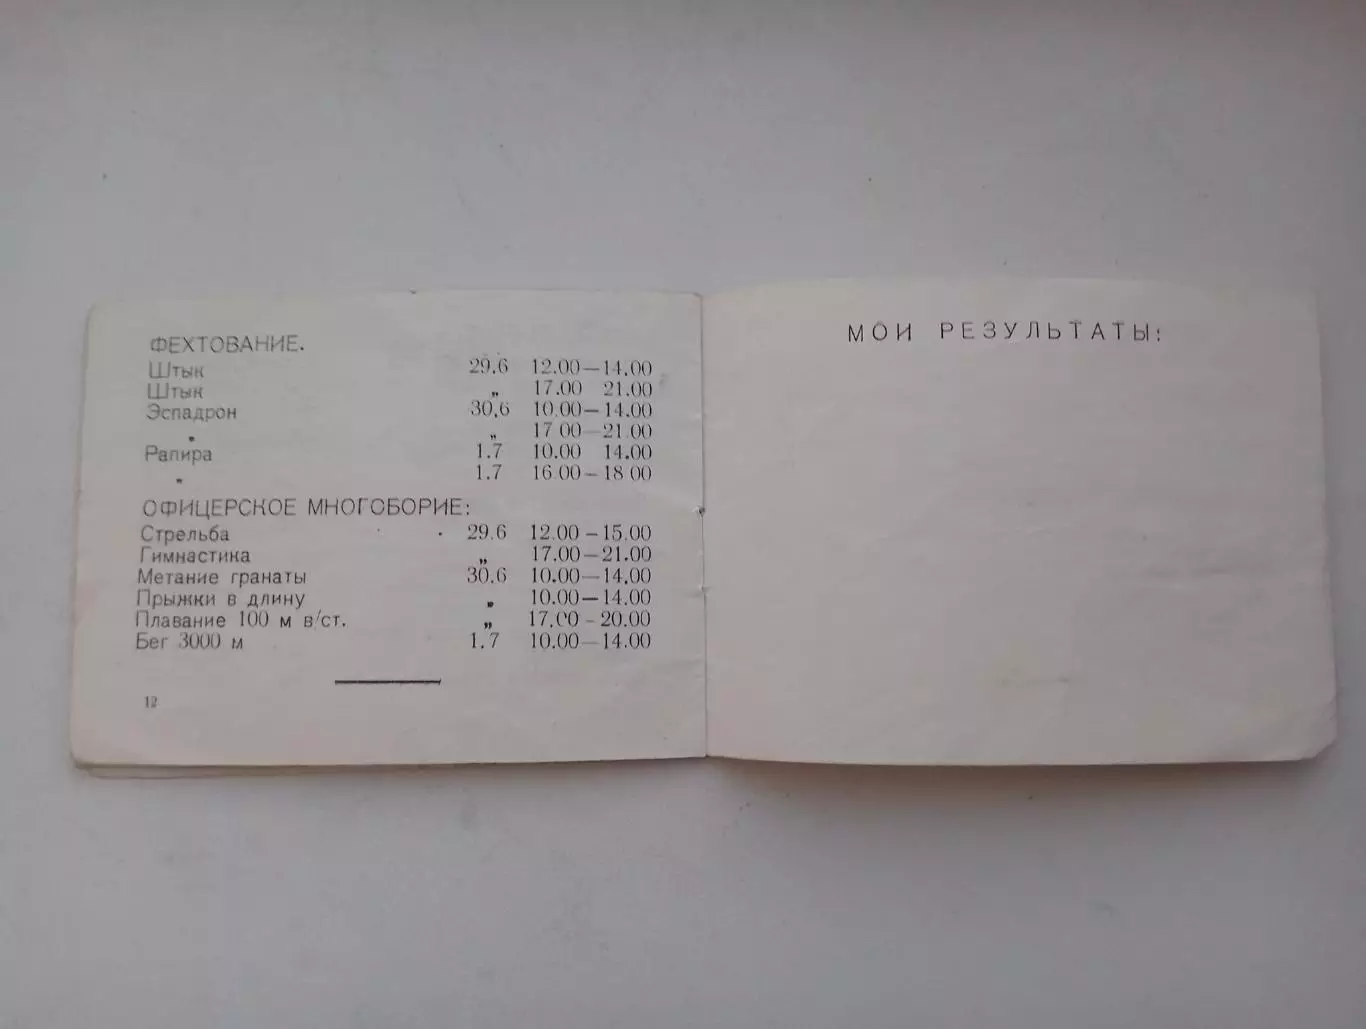 ФЕХТОВАНИЕ.
Штык 29.6 12.00—14.00
Штык „ 17.00 21.00
Эспадрон 30.6 10.00—14.00
„ „ 17 00—21.00
Рапира 1.7 10.00 14.00
„ 1.7 16.00—18 00
ОФИЦЕРСКОЕ МНОГОБОРИЕ:
Стрельба 29.6 12.00—15.00
Гимнастика „ 17.00—21.00
Метание гранаты 30.6 10.00—14.00
Прыжки в длину „ 10.00—14.00
Плавание 100 м в/ст. „ 17.00-20.00
Бег 3000 м 1.7 10.00—14.00
12
МОИ РЕЗУЛЬТАТЫ: